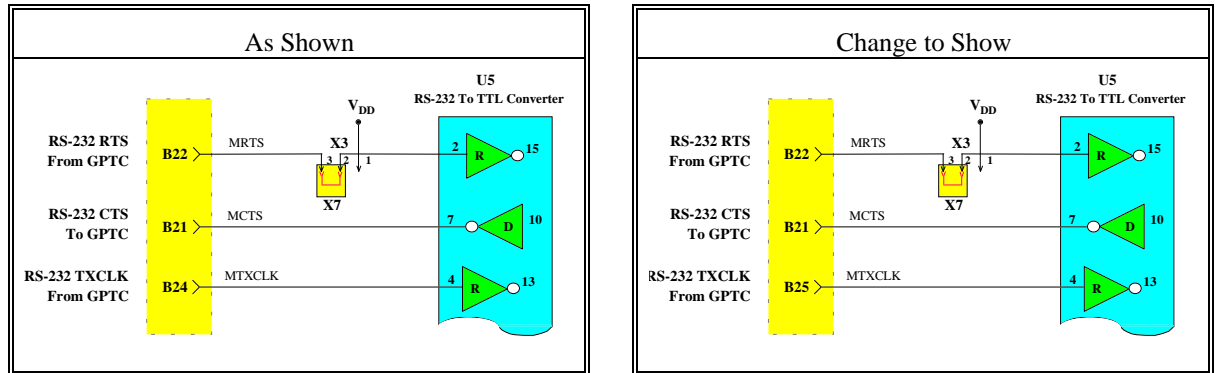 As Shown
U5
RS-232 To TTL Converter
VDD
RS-232 RTS
From GPTC
B22
MRTS
X3
3 2 1
X7
2
R
15
RS-232 CTS
To GPTC
B21
MCTS
7
D
10
RS-232 TXCLK
From GPTC
B24
MTXCLK
4
R
13
Change to Show
U5
RS-232 To TTL Converter
VDD
RS-232 RTS
From GPTC
B22
MRTS
X3
3 2 1
X7
2
R
15
RS-232 CTS
To GPTC
B21
MCTS
7
D
10
RS-232 TXCLK
From GPTC
B25
MTXCLK
4
R
13